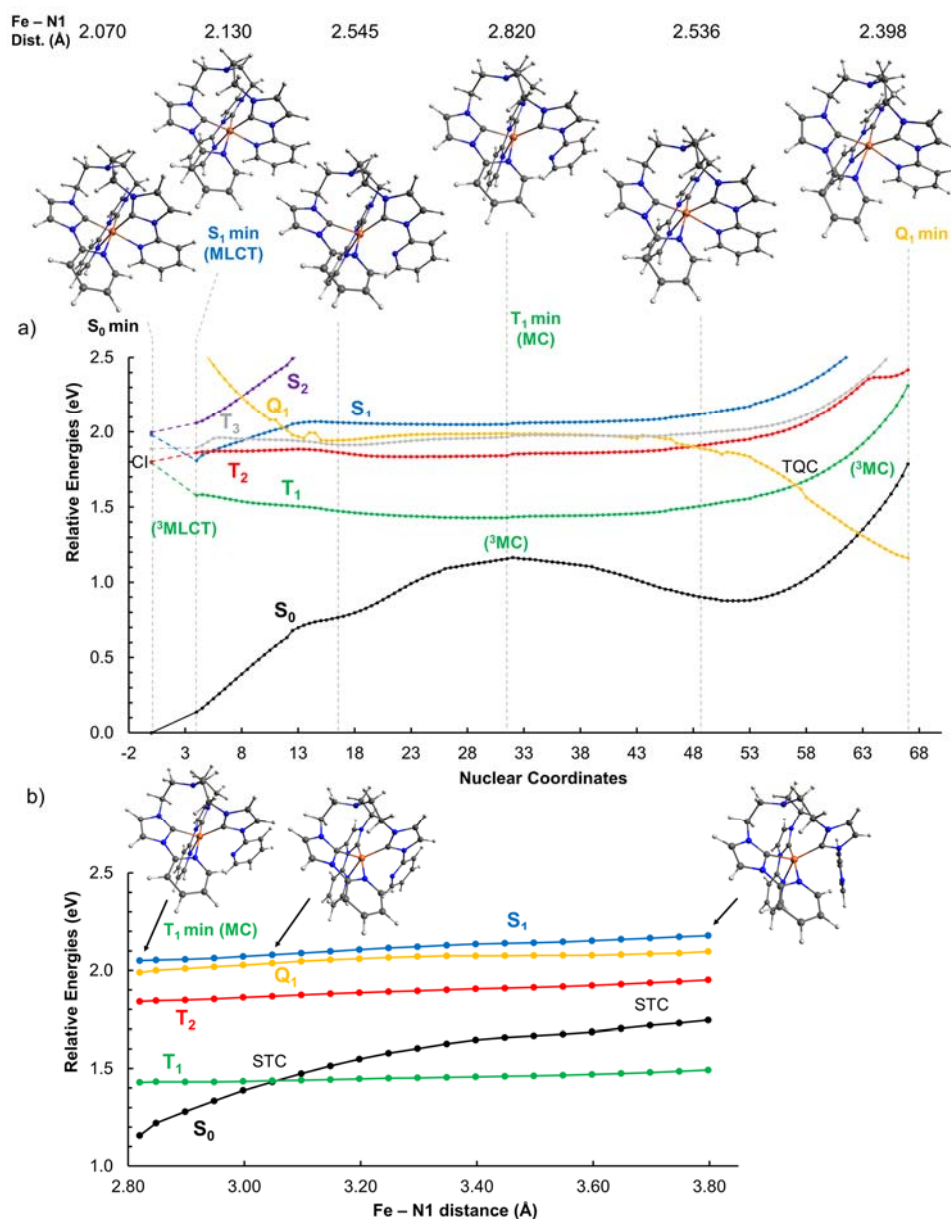 Fe – N1
Dist. (Å)
2.070 2.130 2.545 2.820 2.536 2.398
S₁ min
(MLCT)
Q₁ min
S₀ min
T₁ min
(MC)
a)
2.5
2.0
1.5
1.0
0.5
0.0
Relative Energies (eV)
S₂
Q₁
S₁
T₃
CI
T₂
TQC
T₁
(³MC)
(³MLCT)
(³MC)
S₀
-2 3 8 13 18 23 28 33 38 43 48 53 58 63 68
Nuclear Coordinates
b)
2.5
2.0
1.5
1.0
Relative Energies (eV)
T₁ min (MC)
S₁
Q₁
T₂
STC
T₁
STC
S₀
2.80 3.00 3.20 3.40 3.60 3.80
Fe – N1 distance (Å)